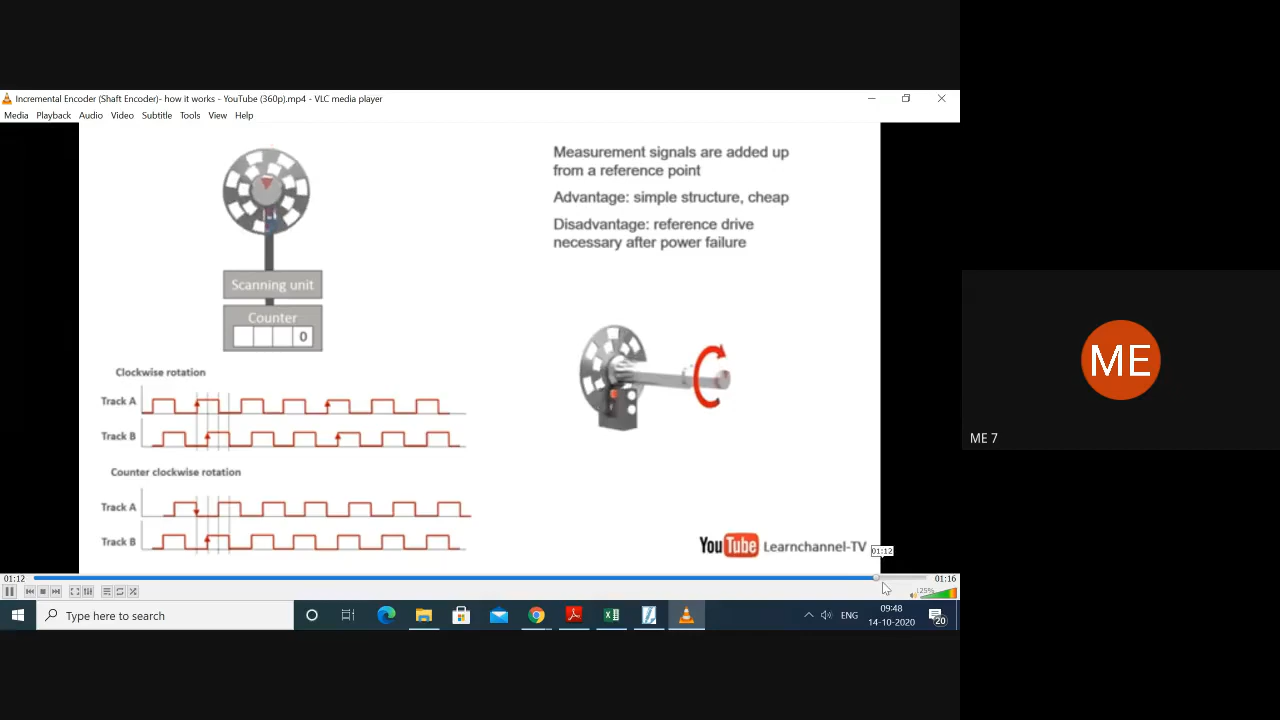 Incremental Encoder (Shaft Encoder)- how it works - YouTube (360p).mp4 - VLC media player
Media Playback Audio Video Subtitle Tools View Help
Measurement signals are added up
from a reference point
Advantage: simple structure, cheap
Disadvantage: reference drive
necessary after power failure
Scanning unit
Counter
0
Clockwise rotation
Track A
Track B
Counter clockwise rotation
Track A
Track B
YouTube Learnchannel-TV
01:12
01:12
01:16
125%
Type here to search
ENG
09:48
14-10-2020
20
ME
ME 7